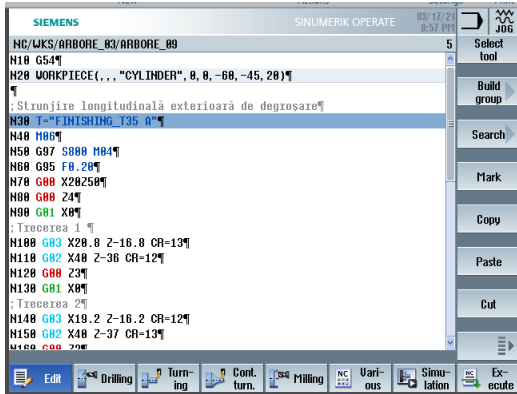 SIEMENS
SINUMERIK OPERATE
03/17/21
8:57 PM
JOG
NC/WKS/ARBORE_03/ARBORE_09 5
N10 G54¶
N20 WORKPIECE(,,,"CYLINDER",0,0,-60,-45,20)¶
¶
;Strunjire longitudinală exterioară de degroșare¶
N30 T="FINISHING_T35 A"¶
N40 M06¶
N50 G97 S800 M04¶
N60 G95 F0.20¶
N70 G00 X20Z50¶
N80 G00 Z4¶
N90 G01 X0¶
;Trecerea 1 ¶
N100 G03 X20.8 Z-16.8 CR=13¶
N110 G02 X40 Z-36 CR=12¶
N120 G00 Z3¶
N130 G01 X0¶
;Trecerea 2¶
N140 G03 X19.2 Z-16.2 CR=12¶
N150 G02 X40 Z-37 CR=13¶
N160 G00 Z2¶
Select
tool
Build
group
Search
Mark
Copy
Paste
Cut
Edit
Drilling
Turn-
ing
Cont.
turn.
Milling
NC
Vari-
ous
Simu-
lation
NC
Ex-
ecute